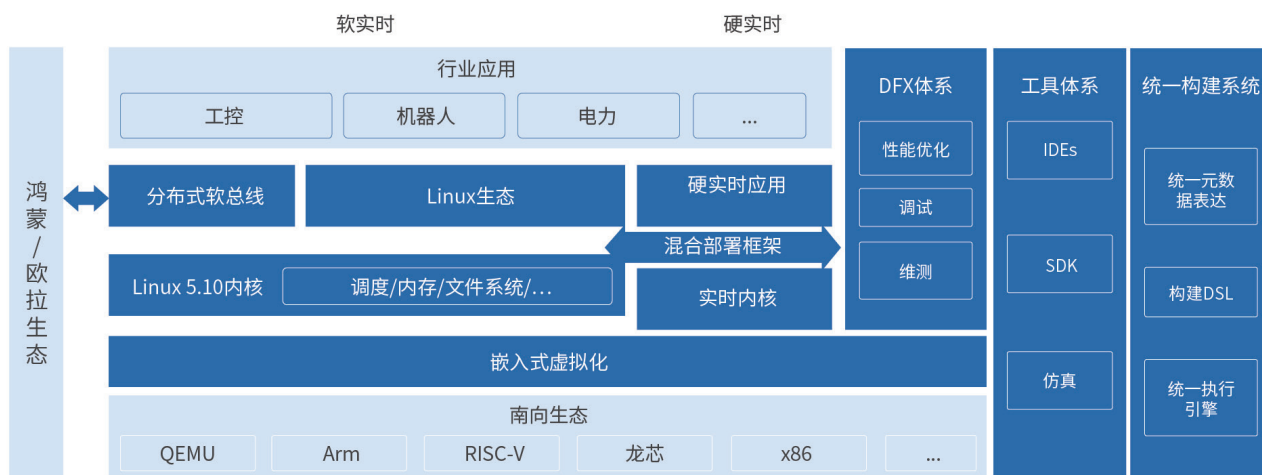 软实时
硬实时
鸿蒙/欧拉生态
行业应用
工控
机器人
电力
...
分布式软总线
Linux生态
硬实时应用
混合部署框架
Linux 5.10内核
调度/内存/文件系统/...
实时内核
嵌入式虚拟化
南向生态
QEMU
Arm
RISC-V
龙芯
x86
...
DFX体系
性能优化
调试
维测
工具体系
IDEs
SDK
仿真
统一构建系统
统一元数
据表达
构建DSL
统一执行
引擎